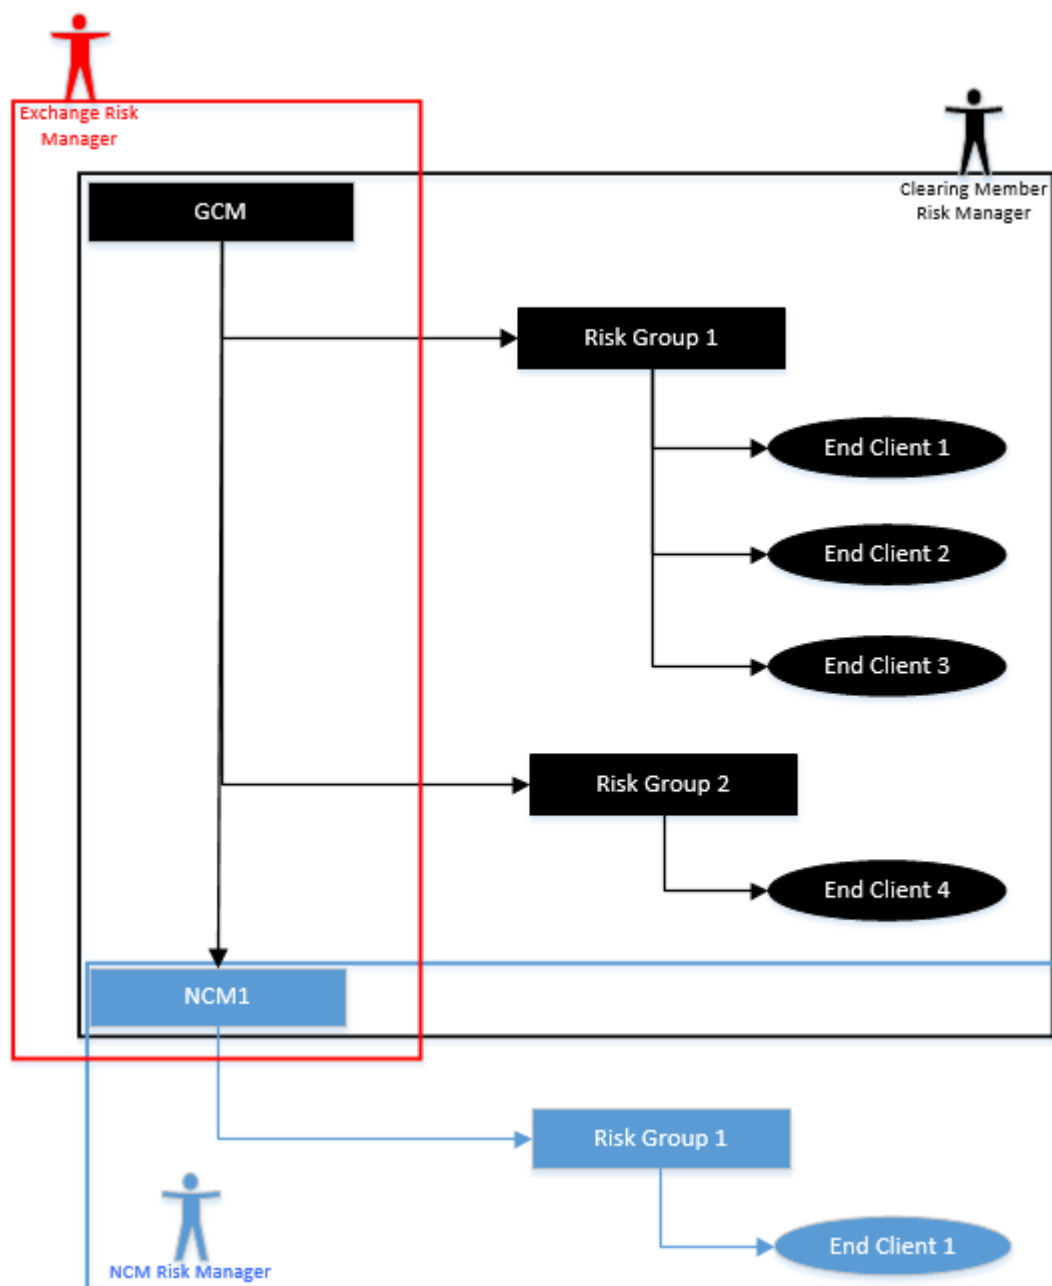 Exchange Risk
Manager
Clearing Member
Risk Manager
GCM
Risk Group 1
End Client 1
End Client 2
End Client 3
Risk Group 2
End Client 4
NCM1
Risk Group 1
End Client 1
NCM Risk Manager